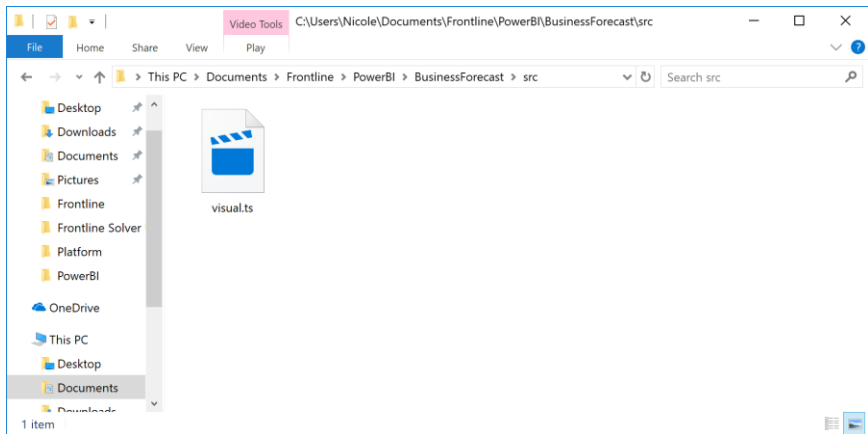 Video Tools
C:\Users\Nicole\Documents\Frontline\PowerBI\BusinessForecast\src
File
Home
Share
View
Play
This PC > Documents > Frontline > PowerBI > BusinessForecast > src
Search src
Desktop
Downloads
Documents
Pictures
Frontline
Frontline Solver
Platform
PowerBI
OneDrive
This PC
Desktop
Documents
Downloads
visual.ts
1 item